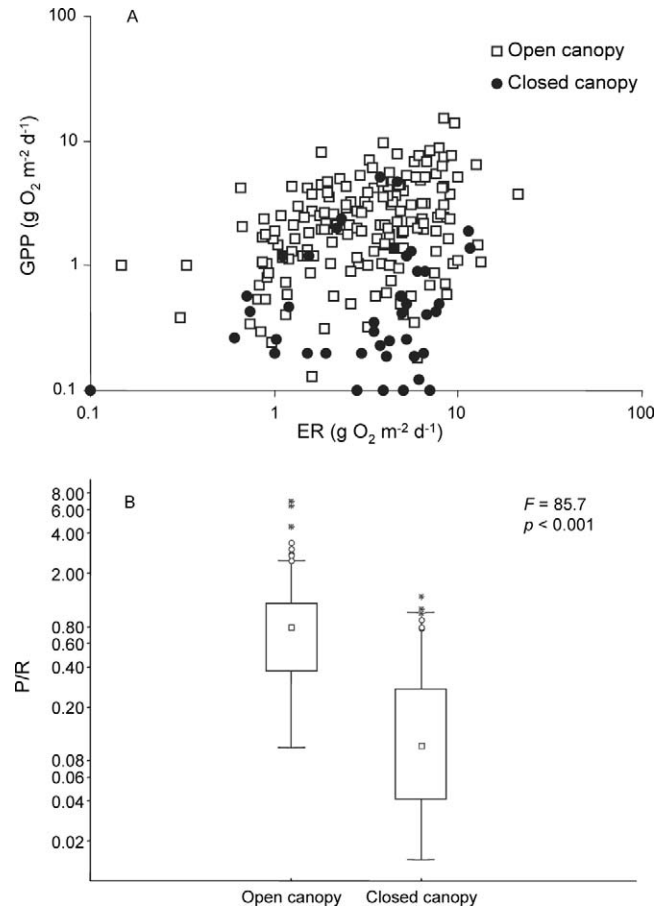 A
100
10
1
0.1
GPP (g O₂ m⁻² d⁻¹)
Open canopy
Closed canopy
0.1
1
10
100
ER (g O₂ m⁻² d⁻¹)
B
F = 85.7
p < 0.001
8.00
4.00
2.00
0.80
0.60
0.40
0.20
0.08
0.06
0.04
0.02
P/R
Open canopy
Closed canopy